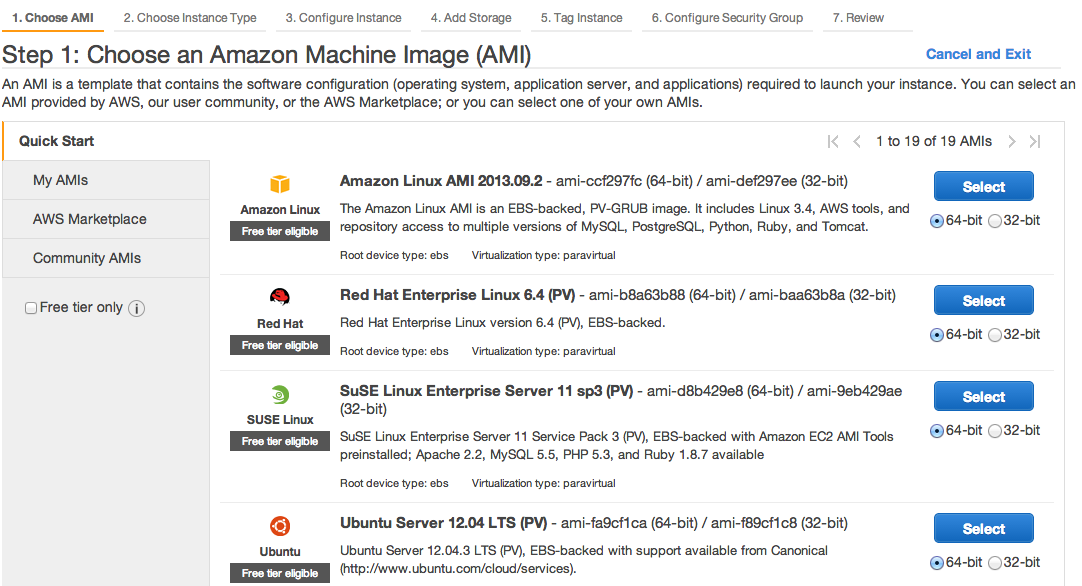 1. Choose AMI 2. Choose Instance Type 3. Configure Instance 4. Add Storage 5. Tag Instance 6. Configure Security Group 7. Review
Step 1: Choose an Amazon Machine Image (AMI)
Cancel and Exit
An AMI is a template that contains the software configuration (operating system, application server, and applications) required to launch your instance. You can select an
AMI provided by AWS, our user community, or the AWS Marketplace; or you can select one of your own AMIs.
Quick Start
My AMIs
AWS Marketplace
Community AMIs
Free tier only i
1 to 19 of 19 AMIs
Amazon Linux
Free tier eligible
Amazon Linux AMI 2013.09.2 - ami-ccf297fc (64-bit) / ami-def297ee (32-bit)
The Amazon Linux AMI is an EBS-backed, PV-GRUB image. It includes Linux 3.4, AWS tools, and
repository access to multiple versions of MySQL, PostgreSQL, Python, Ruby, and Tomcat.
Root device type: ebs Virtualization type: paravirtual
Select
64-bit 32-bit
Red Hat
Free tier eligible
Red Hat Enterprise Linux 6.4 (PV) - ami-b8a63b88 (64-bit) / ami-baa63b8a (32-bit)
Red Hat Enterprise Linux version 6.4 (PV), EBS-backed.
Root device type: ebs Virtualization type: paravirtual
Select
64-bit 32-bit
SUSE Linux
Free tier eligible
SuSE Linux Enterprise Server 11 sp3 (PV) - ami-d8b429e8 (64-bit) / ami-9eb429ae
(32-bit)
SuSE Linux Enterprise Server 11 Service Pack 3 (PV), EBS-backed with Amazon EC2 AMI Tools
preinstalled; Apache 2.2, MySQL 5.5, PHP 5.3, and Ruby 1.8.7 available
Root device type: ebs Virtualization type: paravirtual
Select
64-bit 32-bit
Ubuntu
Free tier eligible
Ubuntu Server 12.04 LTS (PV) - ami-fa9cf1ca (64-bit) / ami-f89cf1c8 (32-bit)
Ubuntu Server 12.04.3 LTS (PV), EBS-backed with support available from Canonical
(http://www.ubuntu.com/cloud/services).
Select
64-bit 32-bit